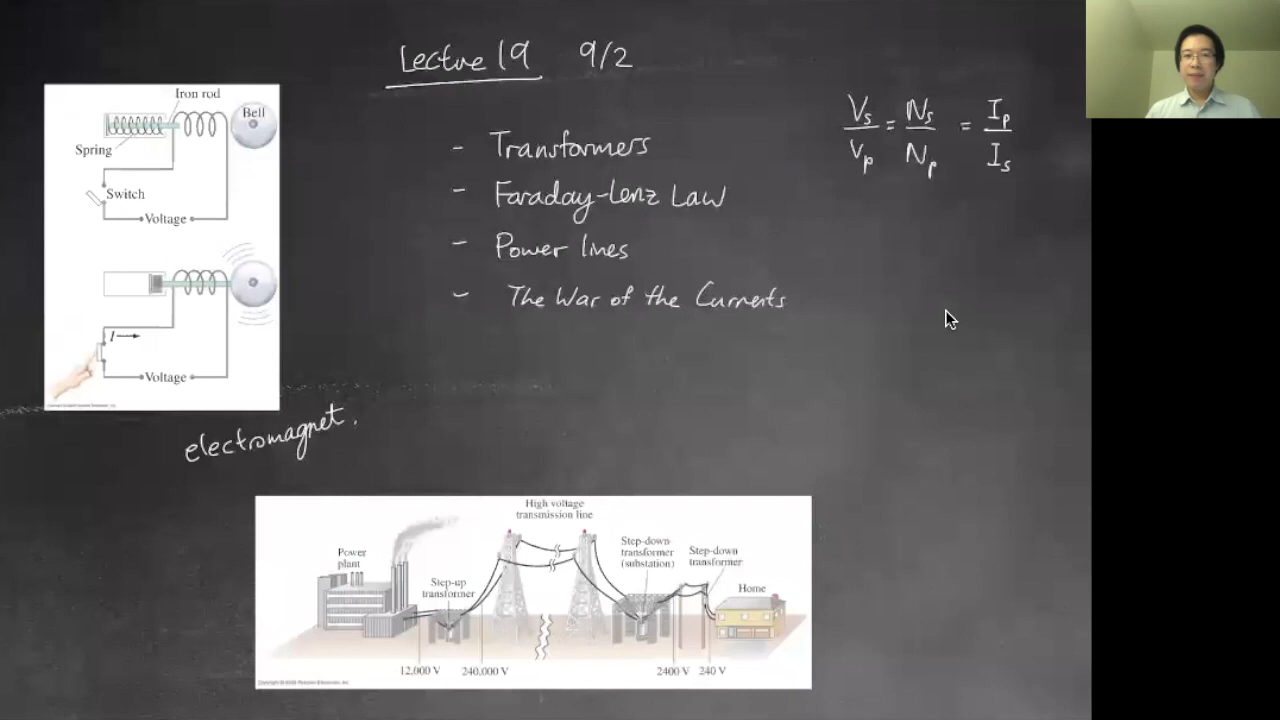 Lecture 19 9/2
- Transformers
- Faraday-Lenz Law
- Power lines
- The War of the Currents
Vs/Vp = Ns/Np = Ip/Is
Iron rod
Bell
Spring
Switch
Voltage
I
Voltage
electromagnet.
High voltage
transmission line
Power
plant
Step-up
transformer
Step-down
transformer
(substation)
Step-down
transformer
Home
12,000 V 240,000 V 2400 V 240 V